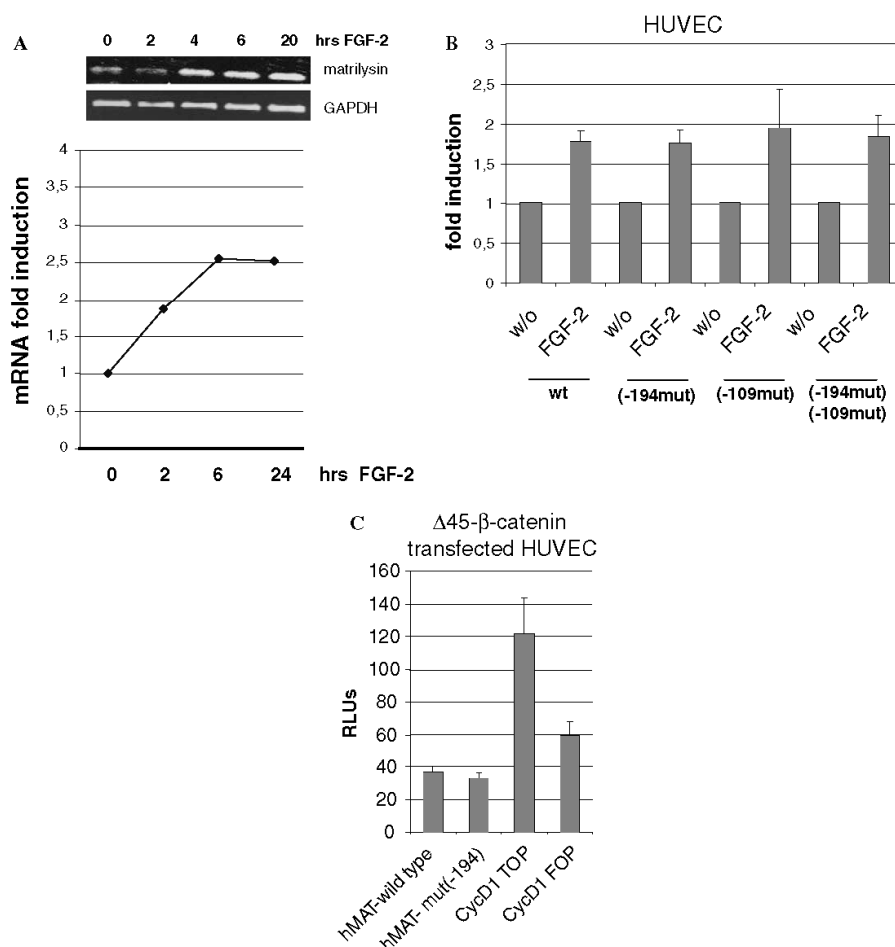 A
0 2 4 6 20 hrs FGF-2
matrilysin
GAPDH
mRNA fold induction
4
3,5
3
2,5
2
1,5
1
0,5
0
0 2 6 24 hrs FGF-2
B
HUVEC
fold induction
3
2,5
2
1,5
1
0,5
0
w/o FGF-2 w/o FGF-2 w/o FGF-2 w/o FGF-2
wt (-194mut) (-109mut) (-194mut)
(-109mut)
C
Δ45-β-catenin
transfected HUVEC
RLUs
160
140
120
100
80
60
40
20
0
hMAT-wild type
hMAT- mut(-194)
CycD1 TOP
CycD1 FOP